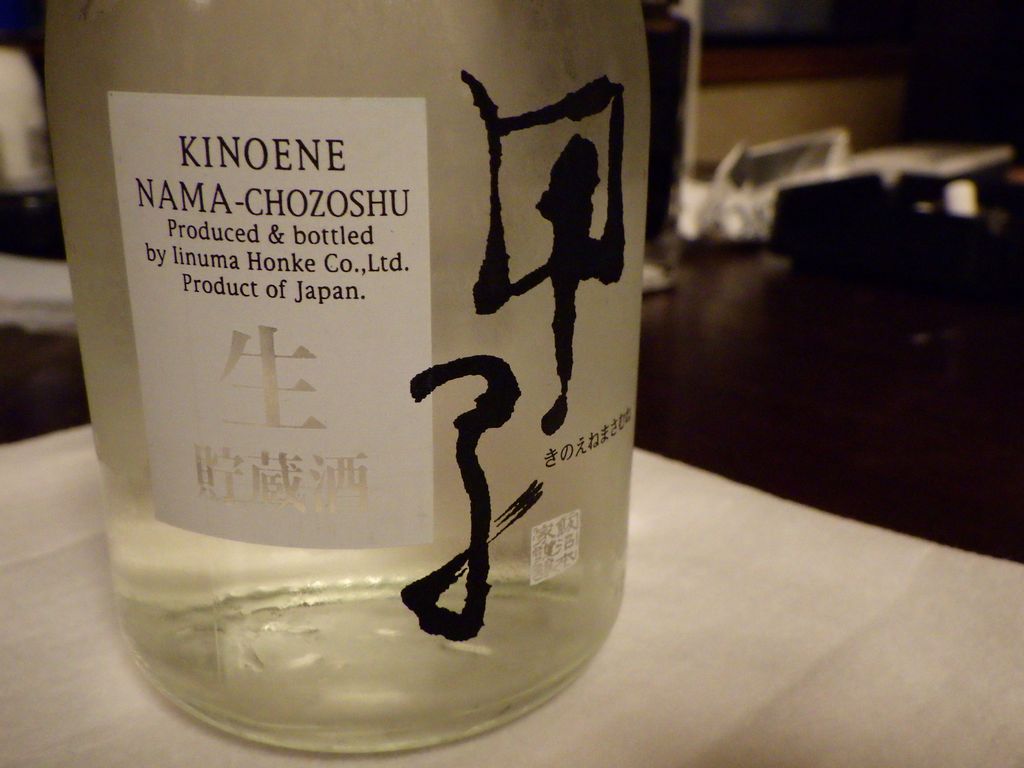 KINOENE
NAMA-CHOZOSHU
Produced & bottled
by Iinuma Honke Co.,Ltd.
Product of Japan.
生
貯蔵酒
甲子
きのえねまさむね